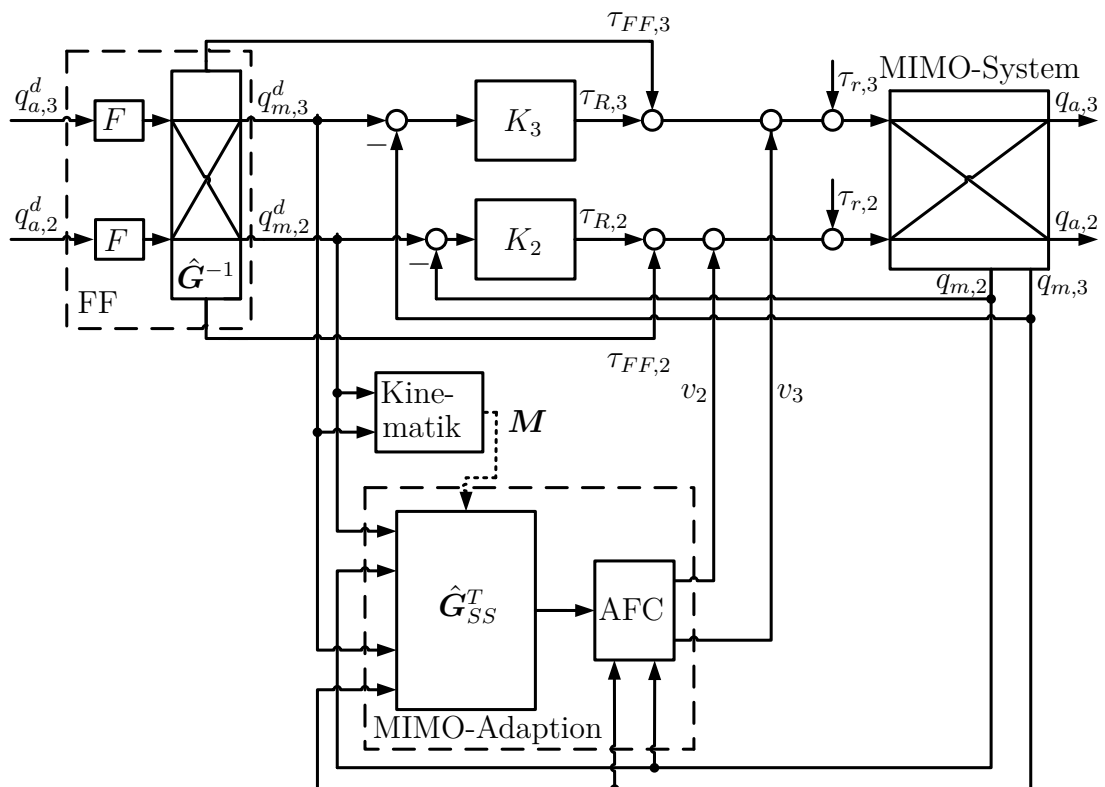 τ_{FF,3}
MIMO-System
q^d_{a,3}
F
q^d_{m,3}
−
K_3
τ_{R,3}
τ_{r,3}
q_{a,3}
q^d_{a,2}
F
q^d_{m,2}
−
K_2
τ_{R,2}
τ_{r,2}
q_{a,2}
Ĝ^{-1}
FF
q_{m,2}
q_{m,3}
τ_{FF,2}
Kine-
matik
M
v_2
v_3
Ĝ^T_{SS}
AFC
MIMO-Adaption